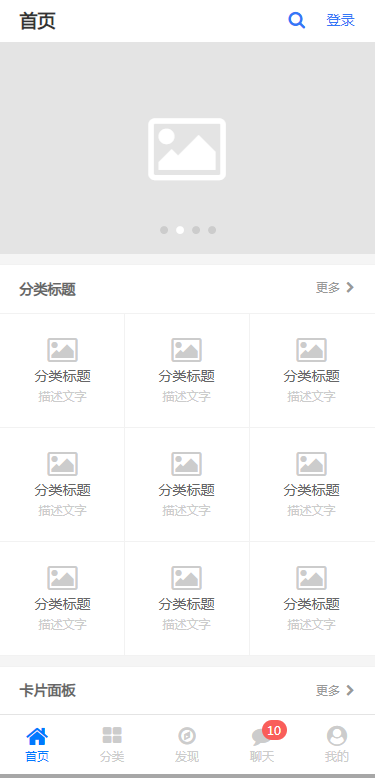 首页 登录
分类标题 更多
分类标题 分类标题 分类标题
描述文字 描述文字 描述文字
分类标题 分类标题 分类标题
描述文字 描述文字 描述文字
分类标题 分类标题 分类标题
描述文字 描述文字 描述文字
卡片面板 更多
10
首页 分类 发现 聊天 我的